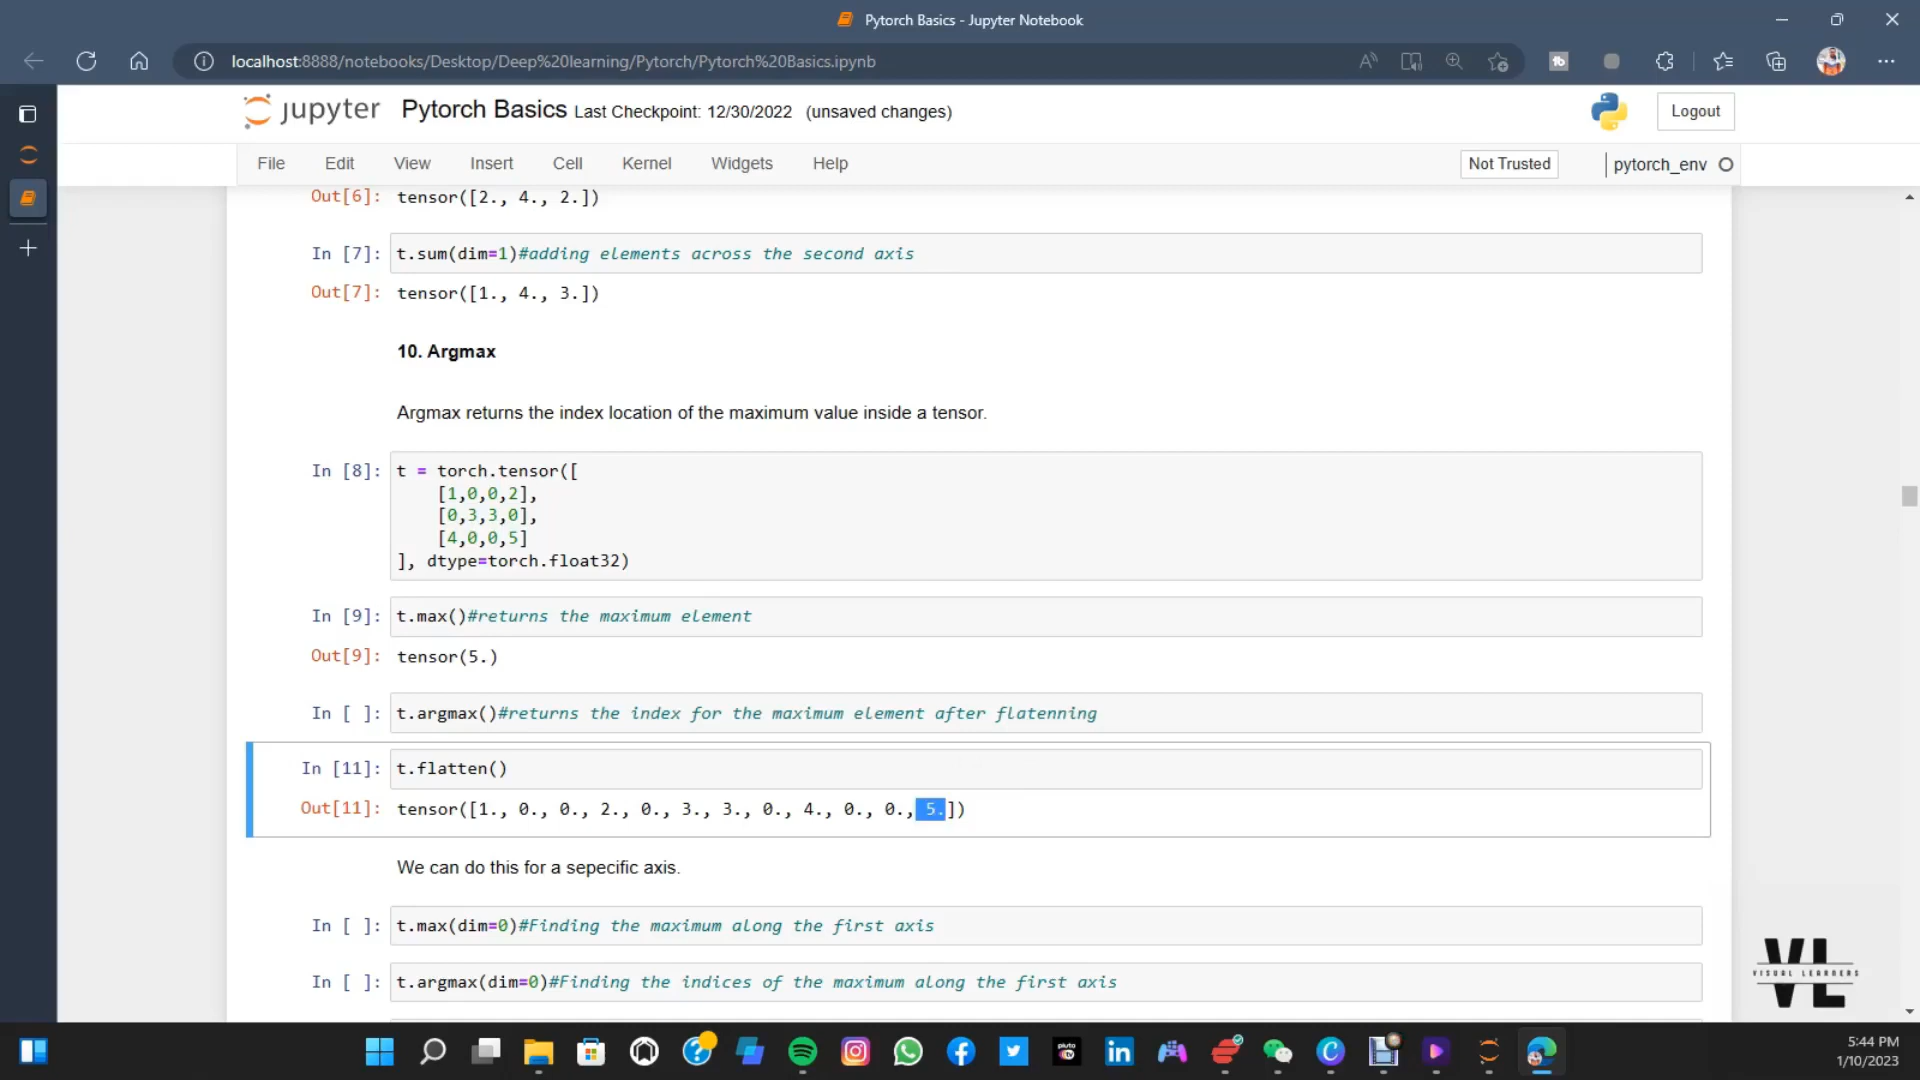 Pytorch Basics - Jupyter Notebook
localhost:8888/notebooks/Desktop/Deep%20learning/Pytorch/Pytorch%20Basics.ipynb
jupyter Pytorch Basics Last Checkpoint: 12/30/2022 (unsaved changes)
Logout
File Edit View Insert Cell Kernel Widgets Help
Not Trusted
pytorch_env
Out[6]: tensor([2., 4., 2.])
In [7]: t.sum(dim=1)#adding elements across the second axis
Out[7]: tensor([1., 4., 3.])
10. Argmax
Argmax returns the index location of the maximum value inside a tensor.
In [8]: t = torch.tensor([
[1,0,0,2],
[0,3,3,0],
[4,0,0,5]
], dtype=torch.float32)
In [9]: t.max()#returns the maximum element
Out[9]: tensor(5.)
In [ ]: t.argmax()#returns the index for the maximum element after flatenning
In [11]: t.flatten()
Out[11]: tensor([1., 0., 0., 2., 0., 3., 3., 0., 4., 0., 0., 5.])
We can do this for a sepecific axis.
In [ ]: t.max(dim=0)#Finding the maximum along the first axis
In [ ]: t.argmax(dim=0)#Finding the indices of the maximum along the first axis
VL
VISUAL LEARNERS
5:44 PM
1/10/2023